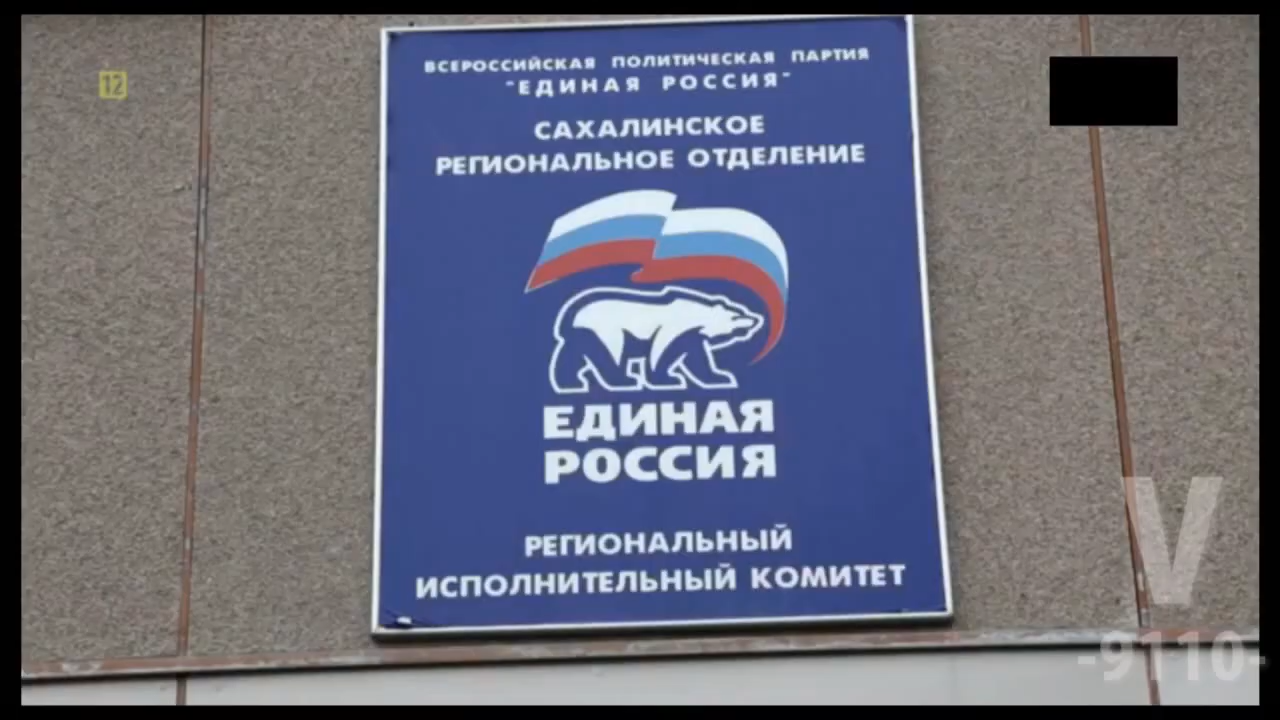 12
ВСЕРОССИЙСКАЯ ПОЛИТИЧЕСКАЯ ПАРТИЯ
"ЕДИНАЯ РОССИЯ"
САХАЛИНСКОЕ
РЕГИОНАЛЬНОЕ ОТДЕЛЕНИЕ
ЕДИНАЯ
РОССИЯ
РЕГИОНАЛЬНЫЙ
ИСПОЛНИТЕЛЬНЫЙ КОМИТЕТ
V
-9110-